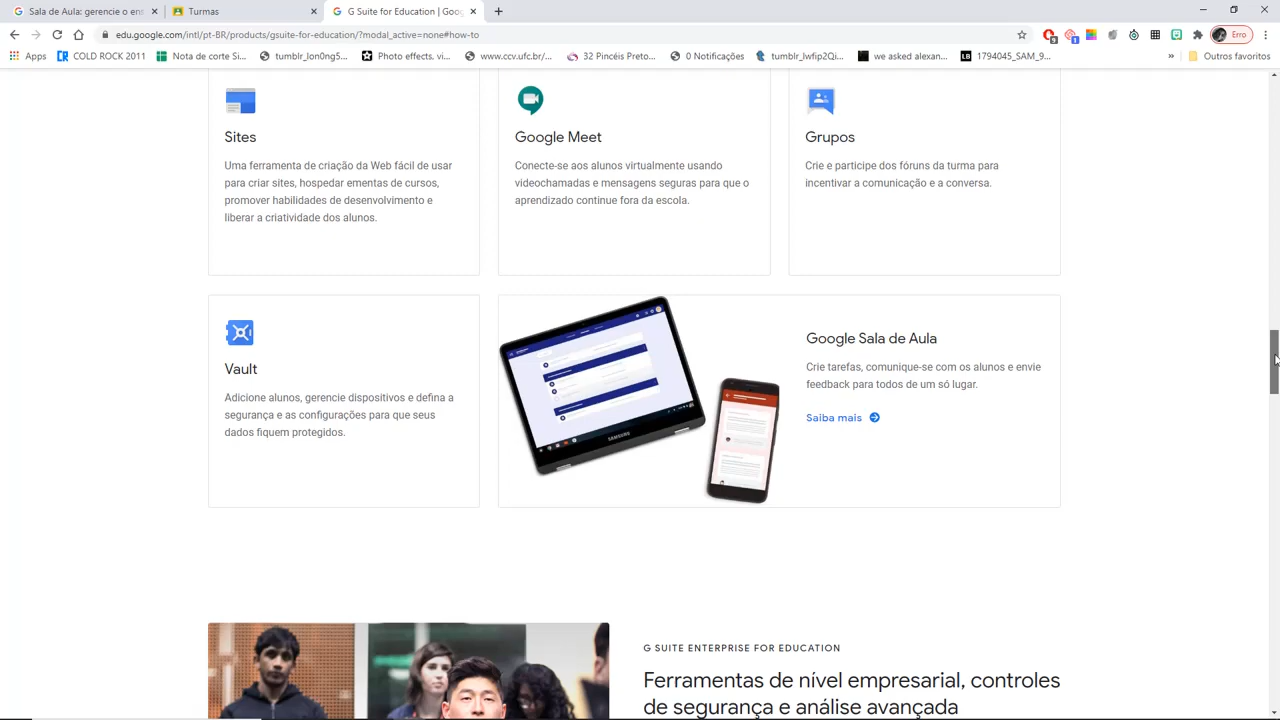 Sala de Aula: gerencie o en
Turmas
G Suite for Education | Goog
edu.google.com/intl/pt-BR/products/gsuite-for-education/?modal_active=none#how-to
9
1
Erro
Apps
COLD ROCK 2011
Nota de corte Si...
tumblr_lon0ng5...
Photo effects, vi...
www.ccv.ufc.br/...
32 Pincéis Preto...
0 Notificações
tumblr_lwfip2Qi...
we asked alexan...
LB
1794045_SAM_9...
»
Outros favoritos
Sites
Uma ferramenta de criação da Web fácil de usar
para criar sites, hospedar ementas de cursos,
promover habilidades de desenvolvimento e
liberar a criatividade dos alunos.
Google Meet
Conecte-se aos alunos virtualmente usando
videochamadas e mensagens seguras para que o
aprendizado continue fora da escola.
Grupos
Crie e participe dos fóruns da turma para
incentivar a comunicação e a conversa.
Vault
Adicione alunos, gerencie dispositivos e defina a
segurança e as configurações para que seus
dados fiquem protegidos.
SAMSUNG
Google Sala de Aula
Crie tarefas, comunique-se com os alunos e envie
feedback para todos de um só lugar.
Saiba mais
G SUITE ENTERPRISE FOR EDUCATION
Ferramentas de nível empresarial, controles
de segurança e análise avançada